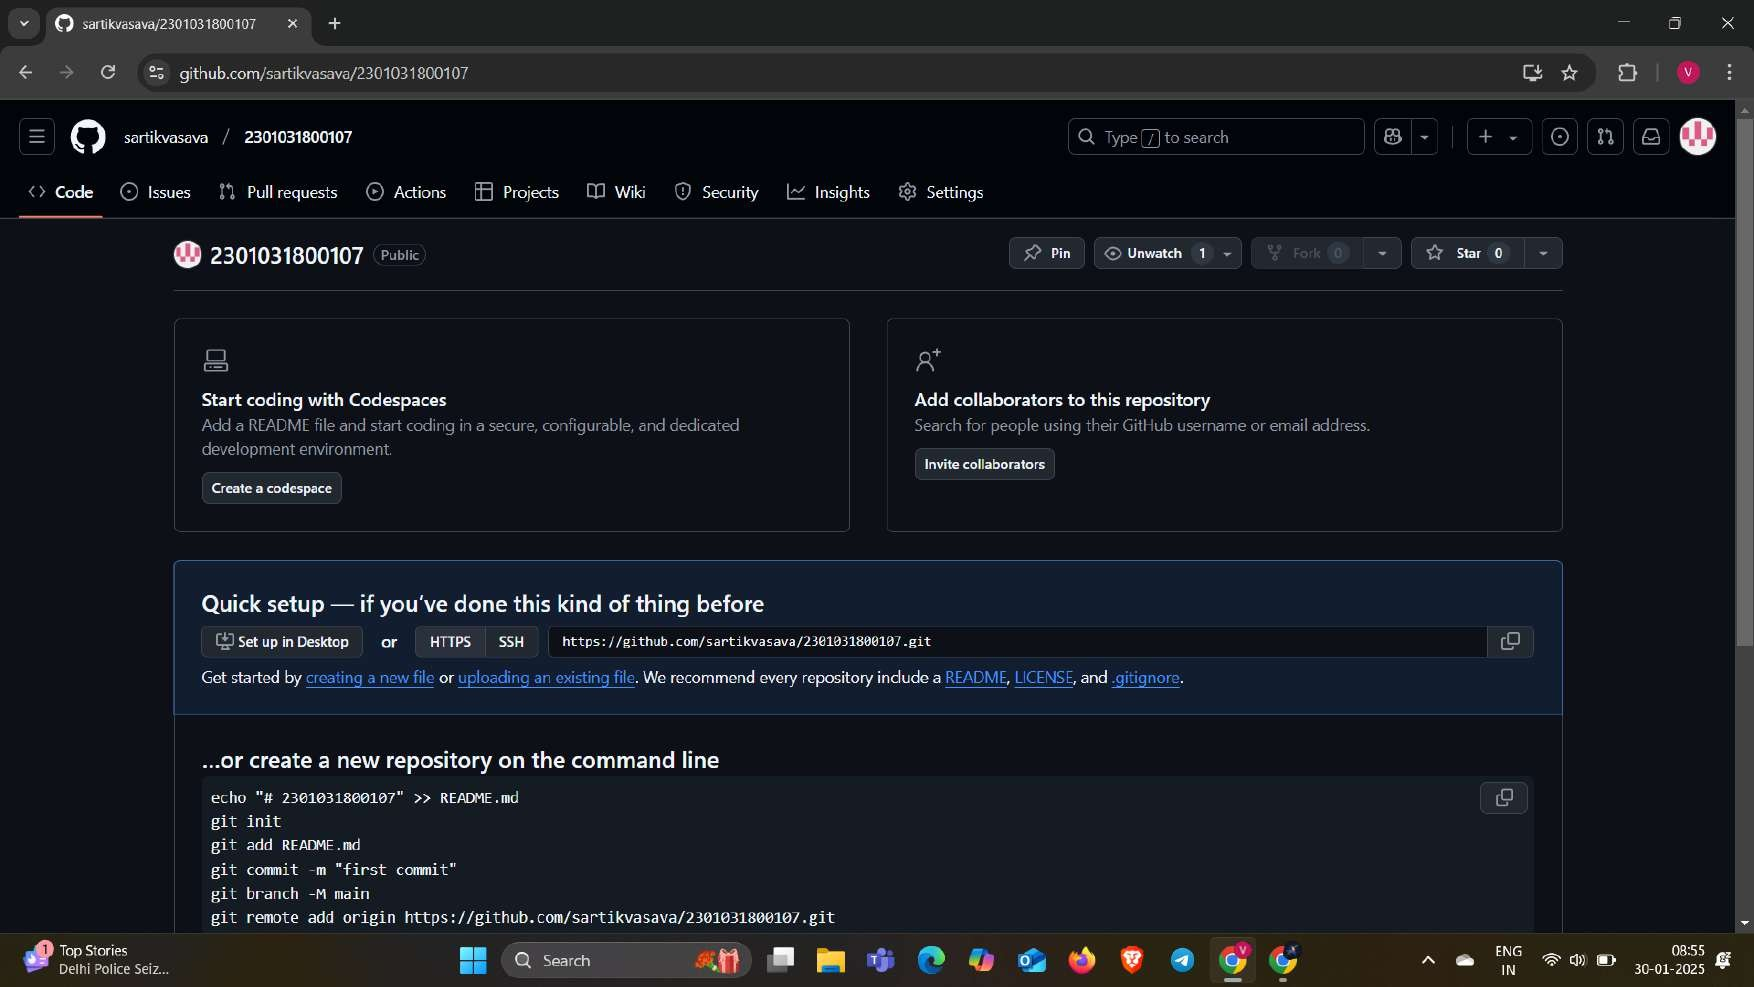 sartikvasava/2301031800107
github.com/sartikvasava/2301031800107
V
sartikvasava / 2301031800107
Type / to search
Code Issues Pull requests Actions Projects Wiki Security Insights Settings
2301031800107 Public
Pin Unwatch 1 Fork 0 Star 0
Start coding with Codespaces
Add a README file and start coding in a secure, configurable, and dedicated
development environment.
Create a codespace
Add collaborators to this repository
Search for people using their GitHub username or email address.
Invite collaborators
Quick setup — if you’ve done this kind of thing before
Set up in Desktop or HTTPS SSH https://github.com/sartikvasava/2301031800107.git
Get started by creating a new file or uploading an existing file. We recommend every repository include a README, LICENSE, and .gitignore.
…or create a new repository on the command line
echo "# 2301031800107" >> README.md
git init
git add README.md
git commit -m "first commit"
git branch -M main
git remote add origin https://github.com/sartikvasava/2301031800107.git
1
Top Stories
Delhi Police Seiz...
Search
V
ENG
IN
08:55
30-01-2025